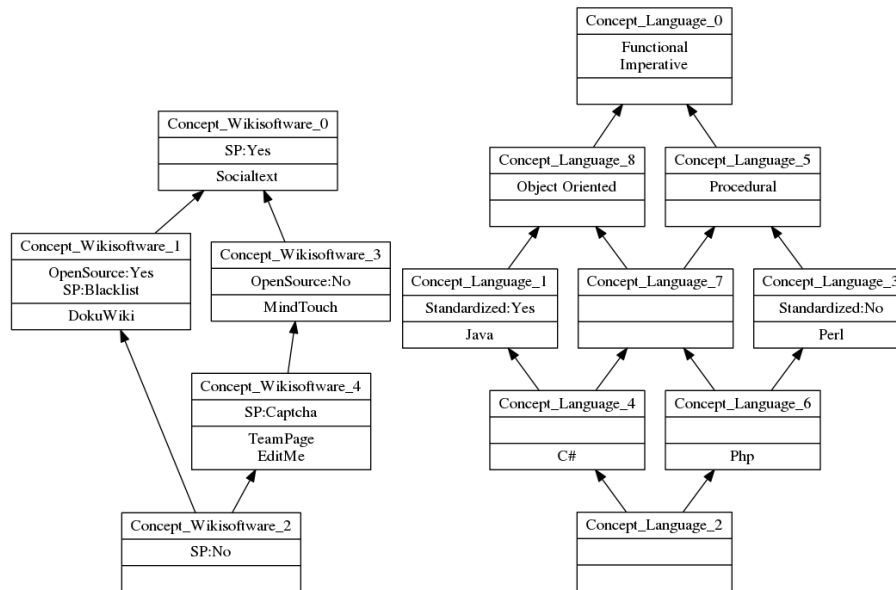 Concept_Wikisoftware_0
SP:Yes
Socialtext
Concept_Wikisoftware_1
OpenSource:Yes
SP:Blacklist
DokuWiki
Concept_Wikisoftware_3
OpenSource:No
MindTouch
Concept_Wikisoftware_4
SP:Captcha
TeamPage
EditMe
Concept_Wikisoftware_2
SP:No
Concept_Language_0
Functional
Imperative
Concept_Language_8
Object Oriented
Concept_Language_5
Procedural
Concept_Language_1
Standardized:Yes
Java
Concept_Language_7
Concept_Language_3
Standardized:No
Perl
Concept_Language_4
C#
Concept_Language_6
Php
Concept_Language_2